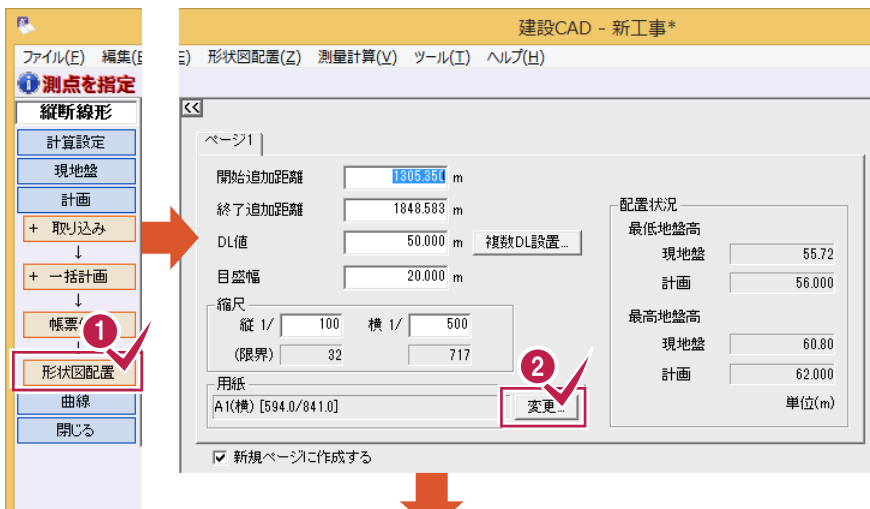 建設CAD - 新工事*
ファイル(F) 編集(E
E) 形状図配置(Z) 測量計算(V) ツール(T) ヘルプ(H)
測点を指定
縦断線形
計算設定
現地盤
計画
+ 取り込み
↓
+ 一括計画
↓
帳票
1
形状図配置
曲線
閉じる
<<
ページ1
開始追加距離 1305.350 m
終了追加距離 1848.583 m
DL値 50.000 m 複数DL設置...
目盛幅 20.000 m
縮尺
縦 1/ 100 横 1/ 500
(限界) 32 717
用紙
A1(横) [594.0/841.0] 変更...
2
配置状況
最低地盤高
現地盤 55.72
計画 56.000
最高地盤高
現地盤 60.80
計画 62.000
単位(m)
新規ページに作成する